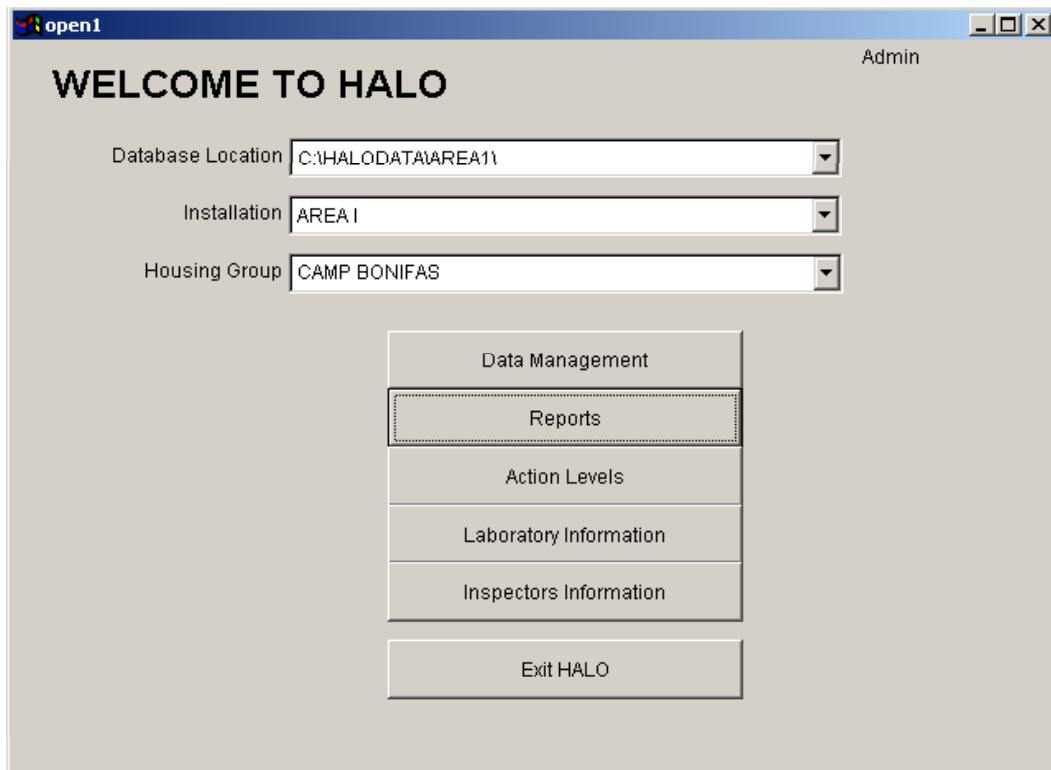 open1
Admin
WELCOME TO HALO
Database Location C:\HALODATA\AREA1\
Installation AREA I
Housing Group CAMP BONIFAS
Data Management
Reports
Action Levels
Laboratory Information
Inspectors Information
Exit HALO